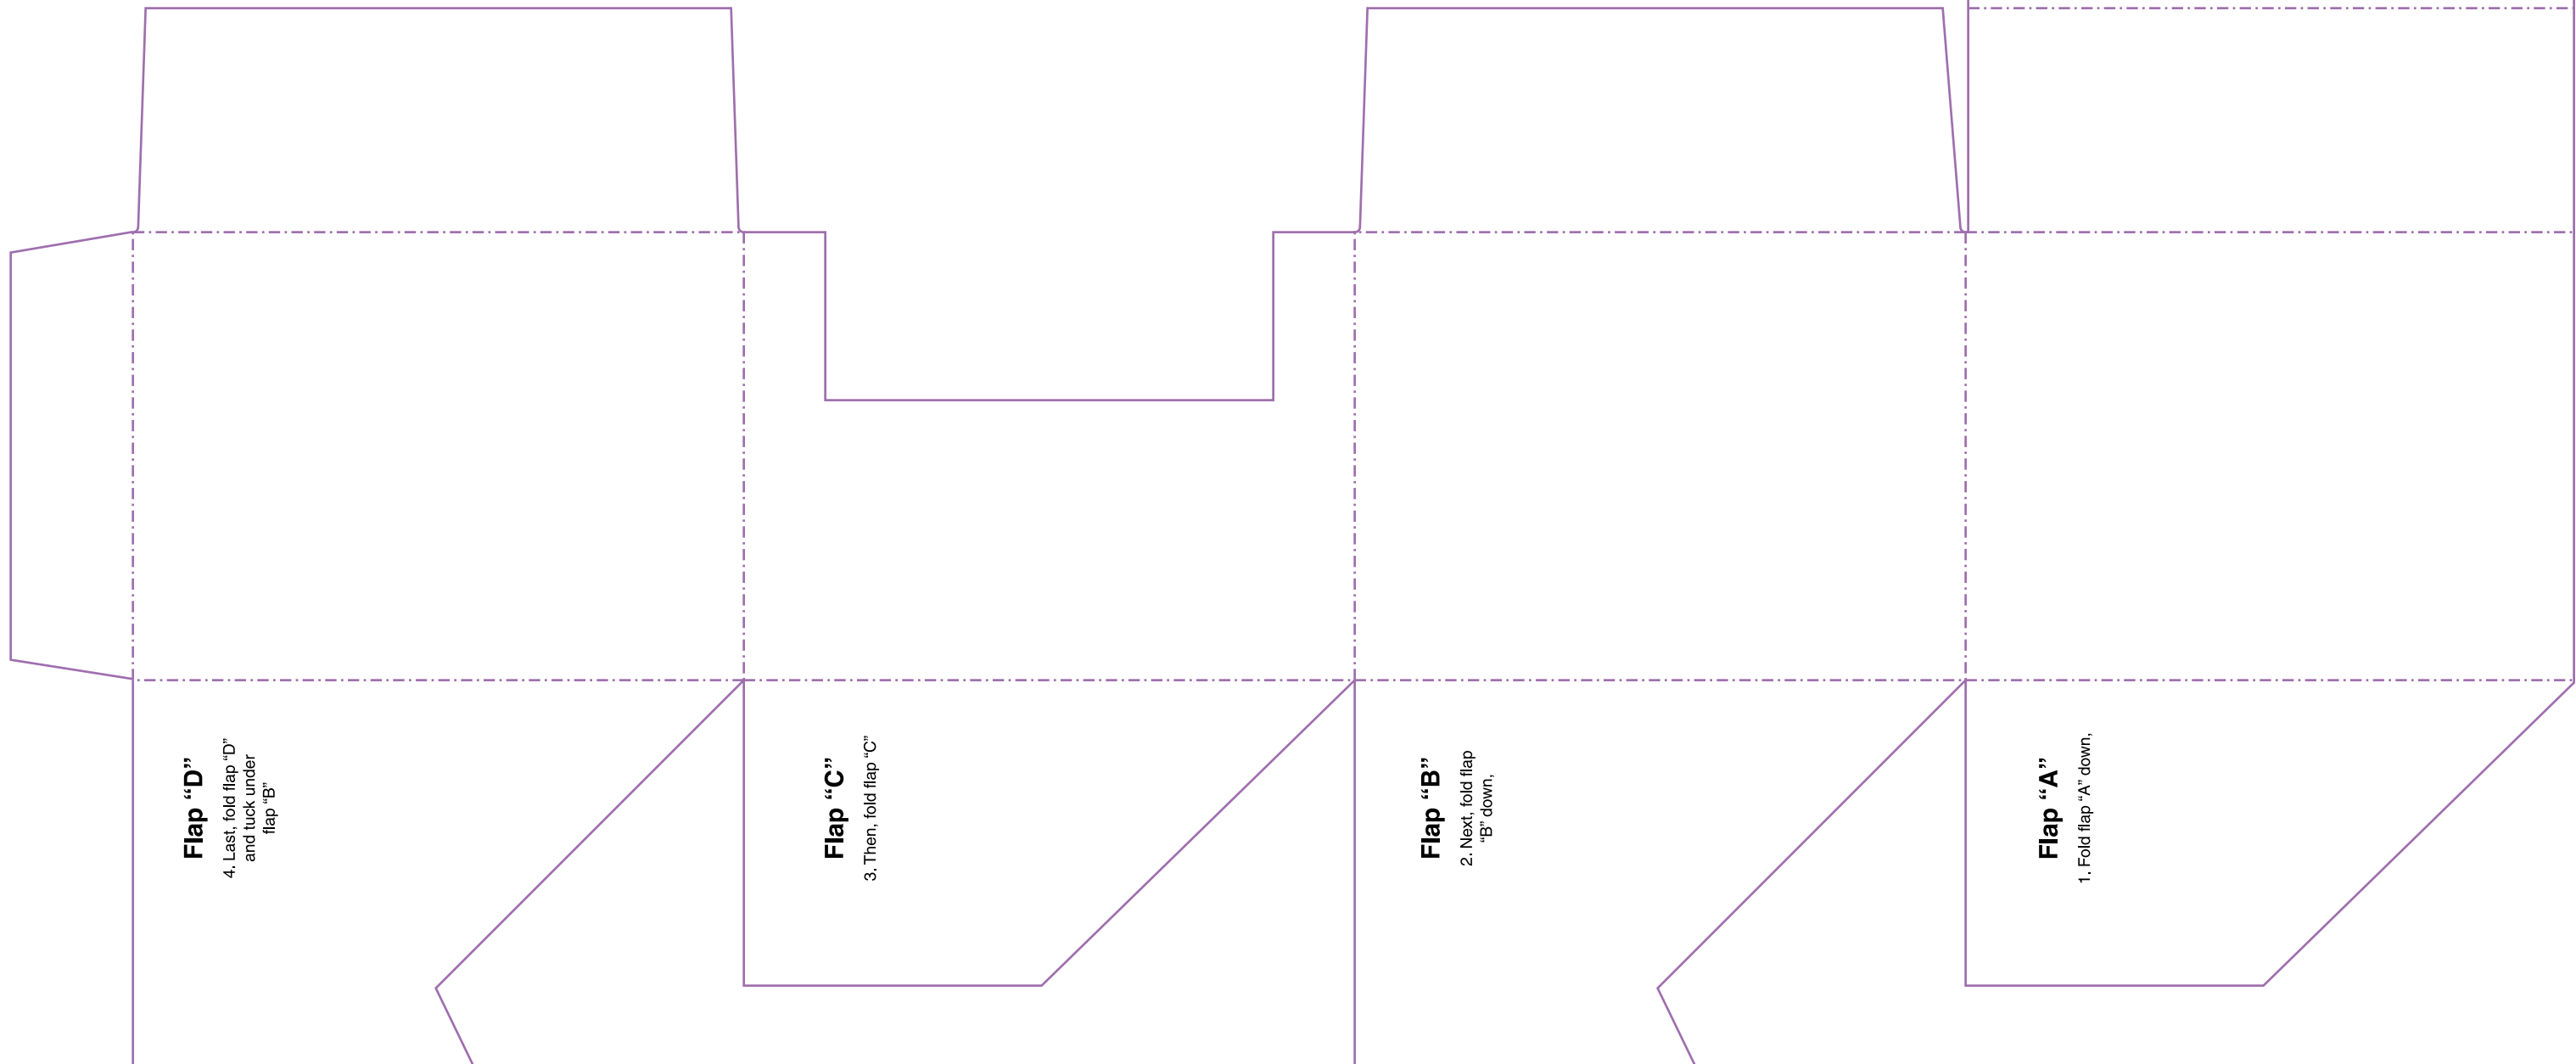 Flap “D”
4. Last, fold flap “D”
and tuck under
flap “B”
Flap “C”
3. Then, fold flap “C”
Flap “B”
2. Next, fold flap
“B” down,
Flap “A”
1. Fold flap “A” down,